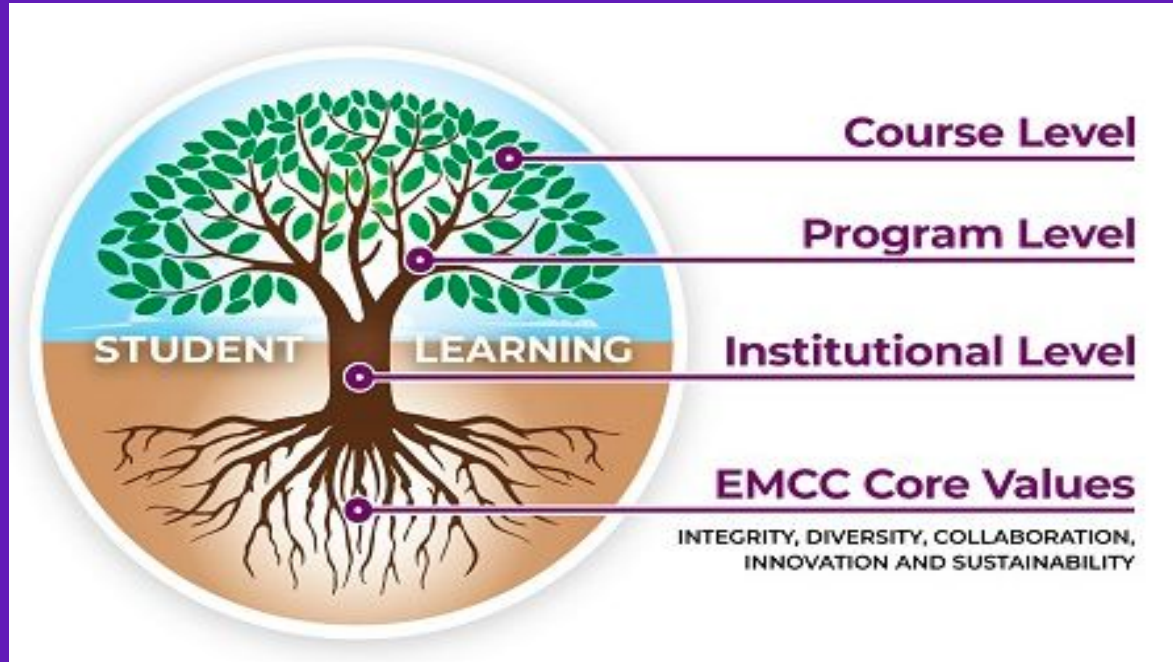 Course Level
Program Level
STUDENT LEARNING
Institutional Level
EMCC Core Values
INTEGRITY, DIVERSITY, COLLABORATION,
INNOVATION AND SUSTAINABILITY